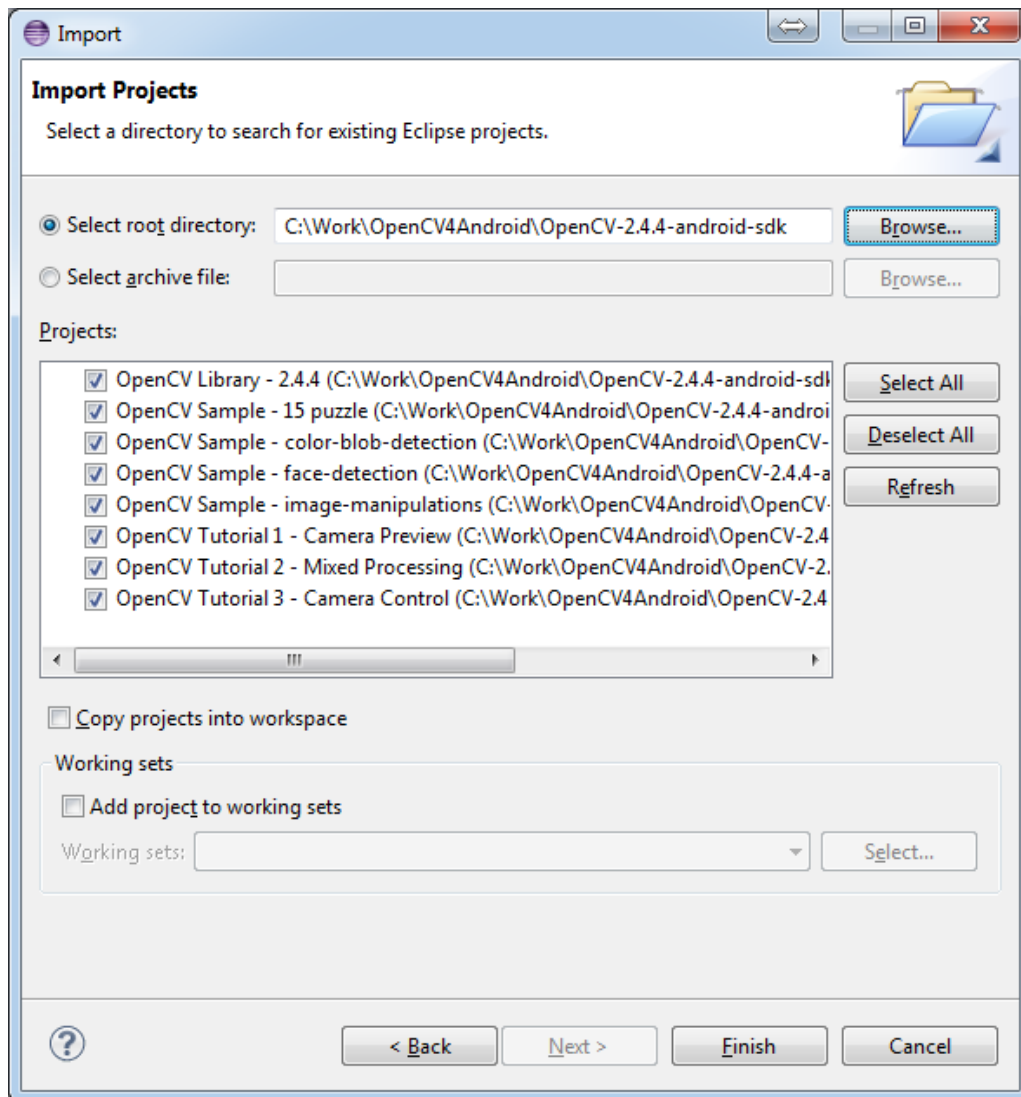 Import
Import Projects
Select a directory to search for existing Eclipse projects.
Select root directory: C:\Work\OpenCV4Android\OpenCV-2.4.4-android-sdk Browse...
Select archive file: Browse...
Projects:
OpenCV Library - 2.4.4 (C:\Work\OpenCV4Android\OpenCV-2.4.4-android-sdk
OpenCV Sample - 15 puzzle (C:\Work\OpenCV4Android\OpenCV-2.4.4-androi
OpenCV Sample - color-blob-detection (C:\Work\OpenCV4Android\OpenCV-
OpenCV Sample - face-detection (C:\Work\OpenCV4Android\OpenCV-2.4.4-a
OpenCV Sample - image-manipulations (C:\Work\OpenCV4Android\OpenCV-
OpenCV Tutorial 1 - Camera Preview (C:\Work\OpenCV4Android\OpenCV-2.4
OpenCV Tutorial 2 - Mixed Processing (C:\Work\OpenCV4Android\OpenCV-2.
OpenCV Tutorial 3 - Camera Control (C:\Work\OpenCV4Android\OpenCV-2.4
Select All
Deselect All
Refresh
Copy projects into workspace
Working sets
Add project to working sets
Working sets: Select...
? < Back Next > Finish Cancel